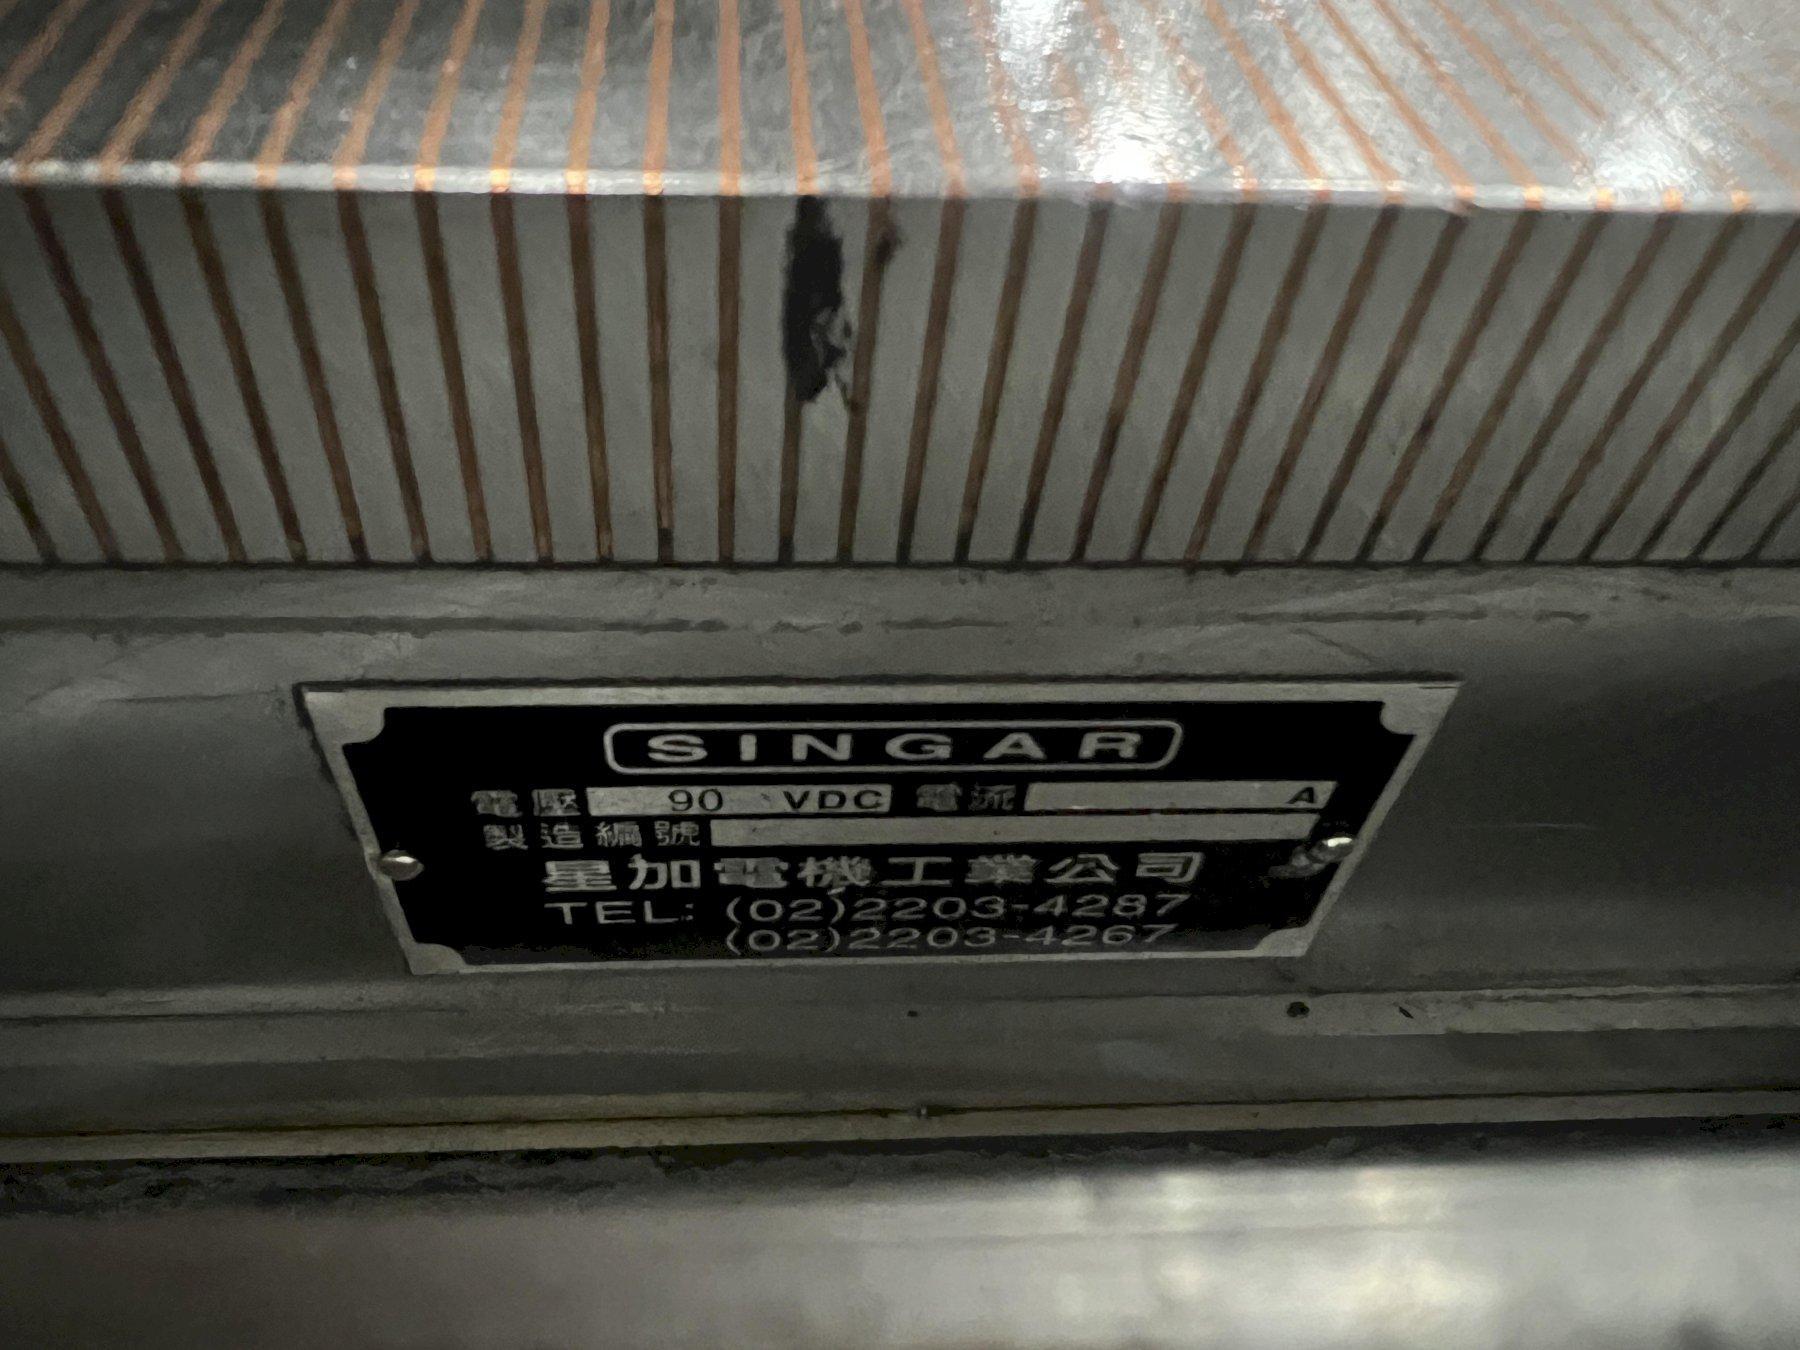 SINGAR
電壓 90 VDC 電流 A
製造編號
星加電機工業公司
TEL: (02)2203-4287
(02)2203-4267